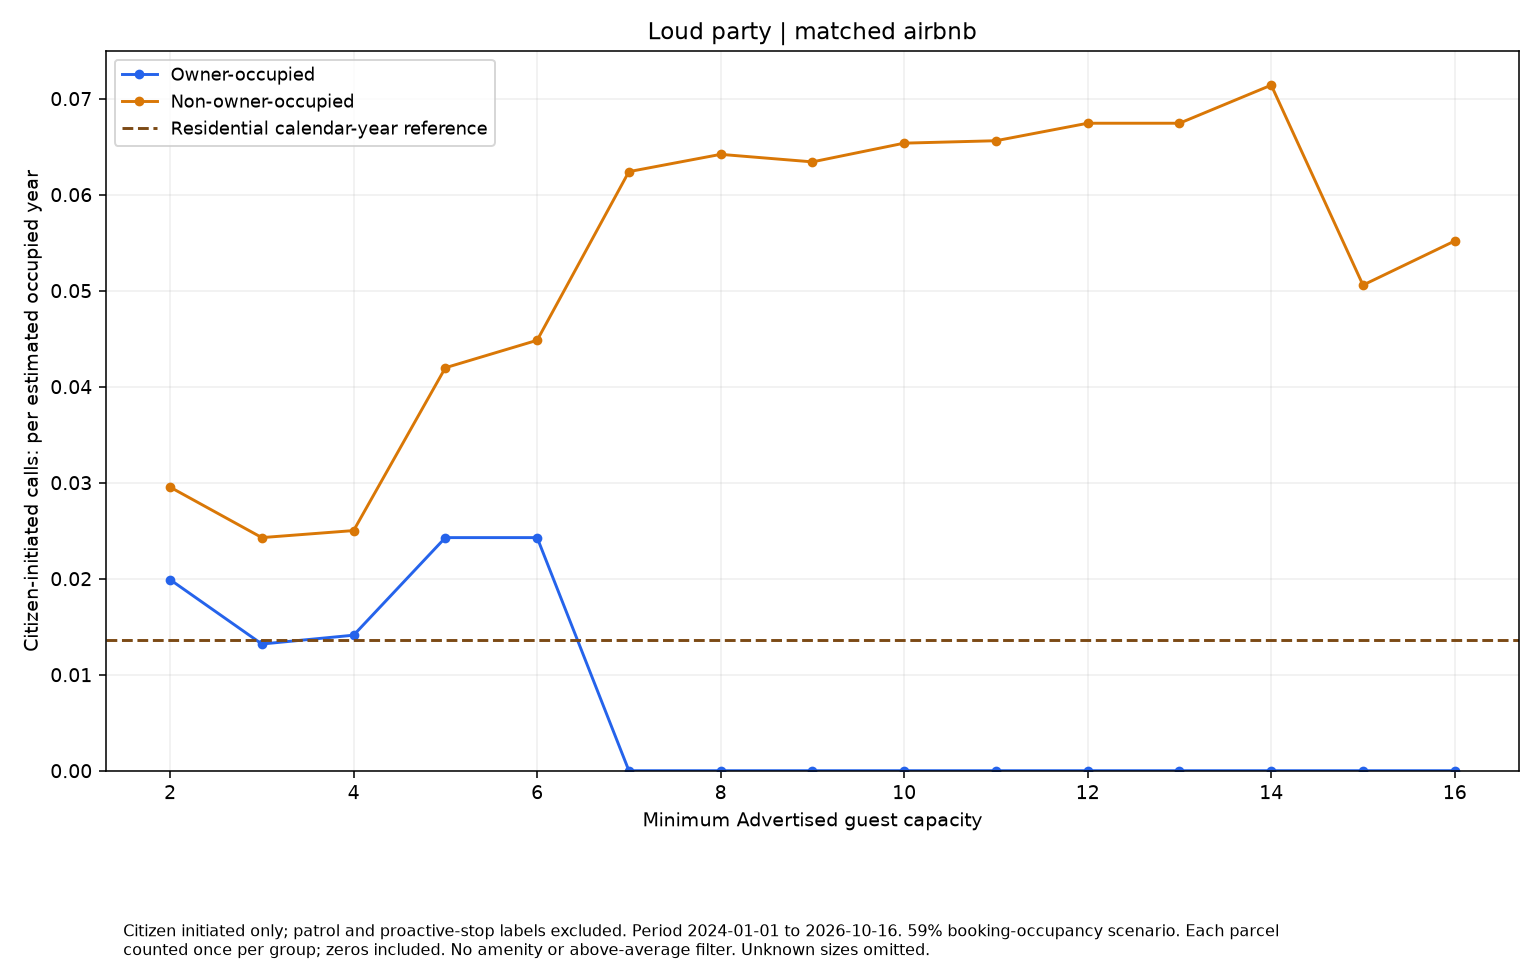 Loud party | matched airbnb
Owner-occupied
Non-owner-occupied
Residential calendar-year reference
Citizen-initiated calls: per estimated occupied year
0.07
0.06
0.05
0.04
0.03
0.02
0.01
0.00
2 4 6 8 10 12 14 16
Minimum Advertised guest capacity
Citizen initiated only; patrol and proactive-stop labels excluded. Period 2024-01-01 to 2026-10-16. 59% booking-occupancy scenario. Each parcel
counted once per group; zeros included. No amenity or above-average filter. Unknown sizes omitted.